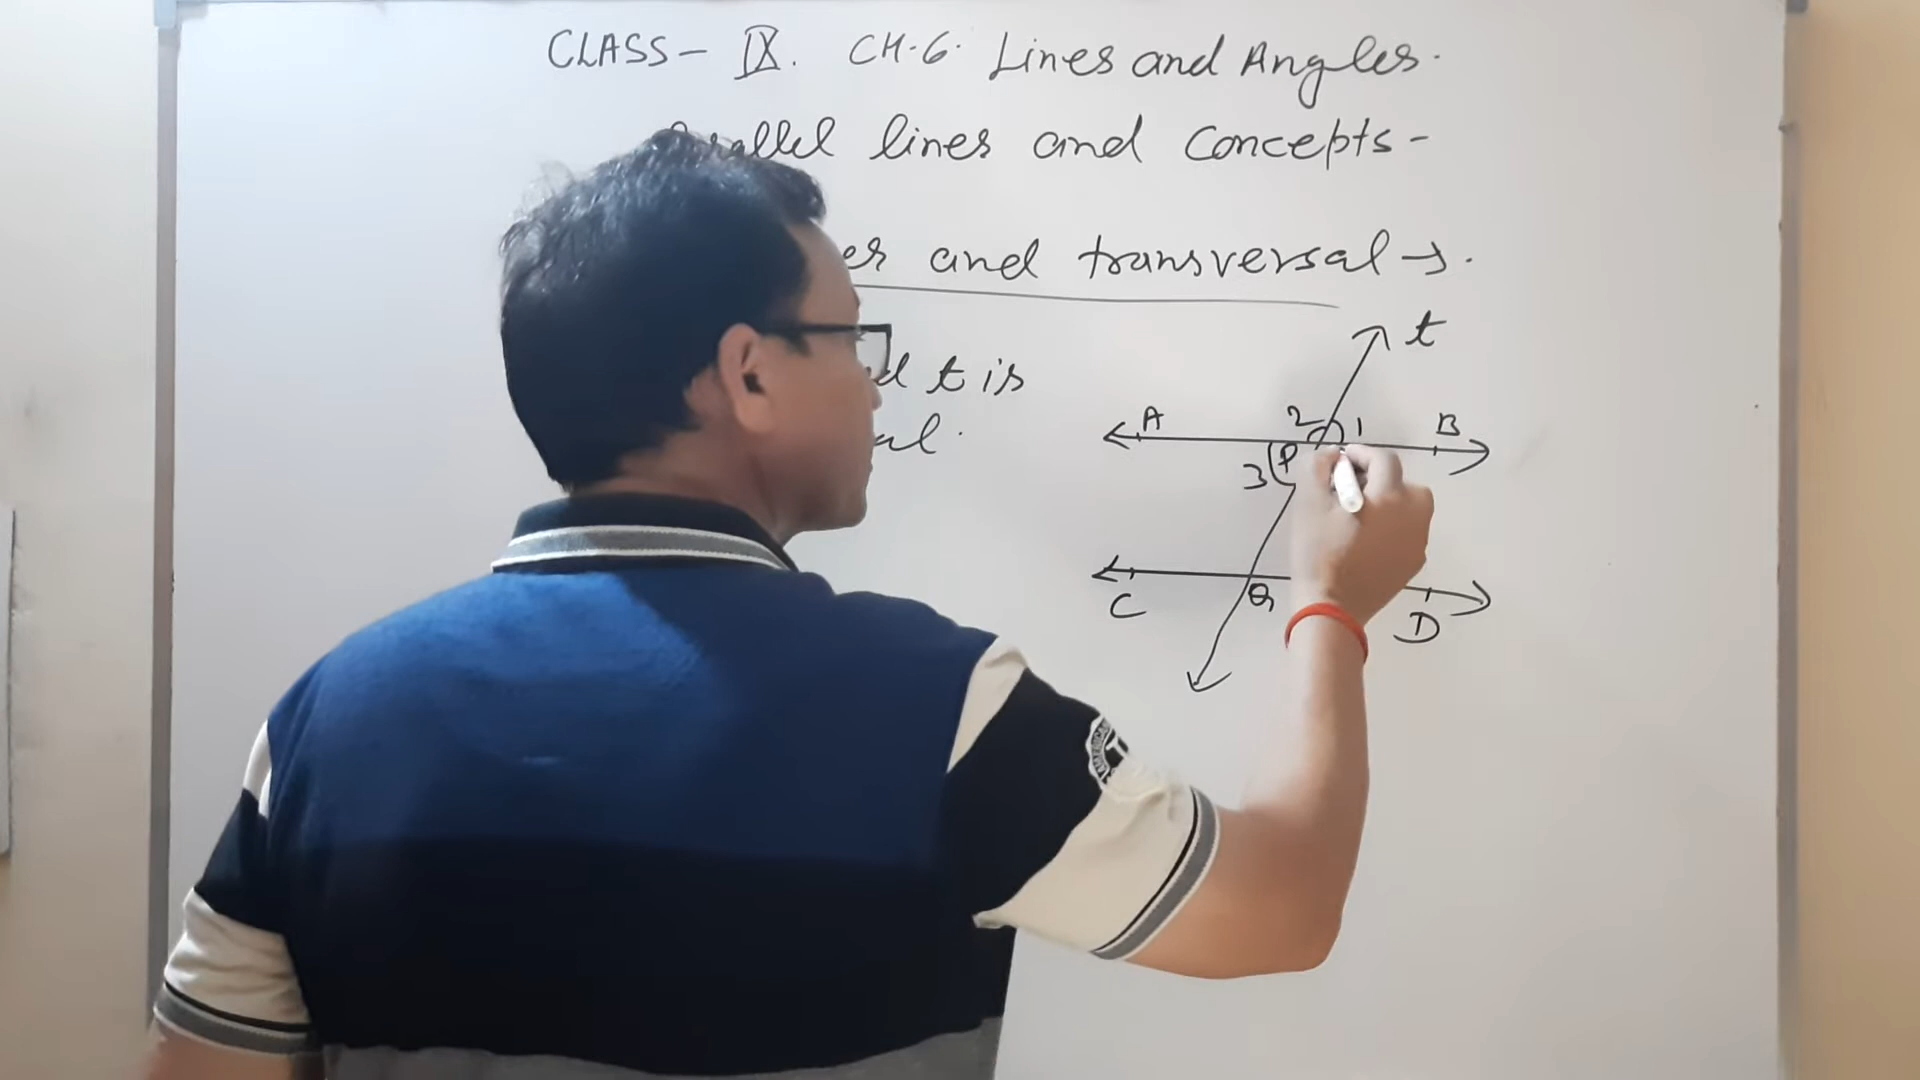 CLASS- IX. CH-6. Lines and Angles.
lines and Concepts-
and transversal →.
t is
t
A 2 1 B
P
3
C Q D